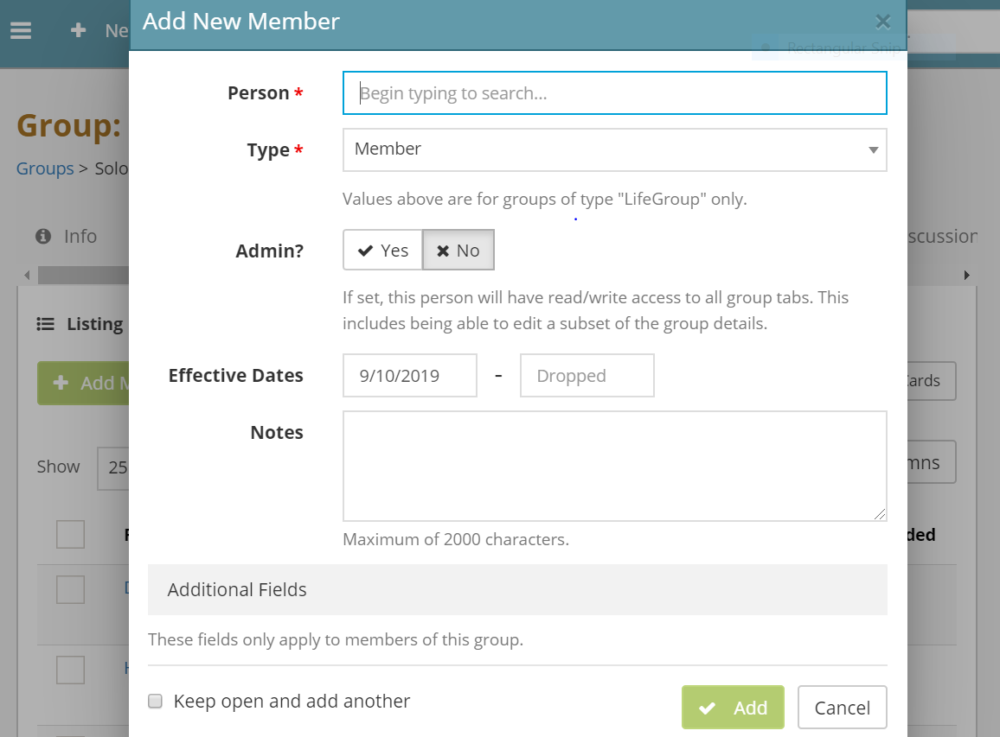 Add New Member
×
Ne
Rectangular Snip
Group:
Groups > Solo
Person *
Begin typing to search...
Type *
Member
Values above are for groups of type "LifeGroup" only.
Info
scussion
Admin?
Yes
No
If set, this person will have read/write access to all group tabs. This
includes being able to edit a subset of the group details.
Listing
Effective Dates
9/10/2019
-
Dropped
Add M
Cards
Notes
Show
25
mns
Maximum of 2000 characters.
ded
Additional Fields
These fields only apply to members of this group.
Keep open and add another
Add
Cancel